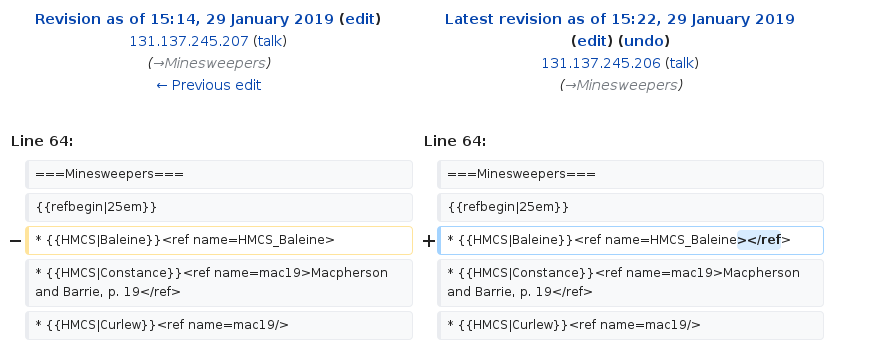 Revision as of 15:14, 29 January 2019 (edit)
131.137.245.207 (talk)
(→Minesweepers)
← Previous edit
Latest revision as of 15:22, 29 January 2019
(edit) (undo)
131.137.245.206 (talk)
(→Minesweepers)
Line 64:
Line 64:
===Minesweepers===
===Minesweepers===
{{refbegin|25em}}
{{refbegin|25em}}
− * {{HMCS|Baleine}}<ref name=HMCS_Baleine>
+ * {{HMCS|Baleine}}<ref name=HMCS_Baleine></ref>
* {{HMCS|Constance}}<ref name=mac19>Macpherson
and Barrie, p. 19</ref>
* {{HMCS|Constance}}<ref name=mac19>Macpherson
and Barrie, p. 19</ref>
* {{HMCS|Curlew}}<ref name=mac19/>
* {{HMCS|Curlew}}<ref name=mac19/>